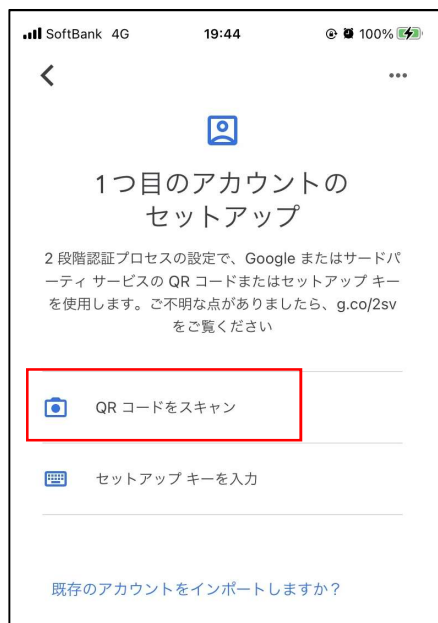 SoftBank 4G 19:44 100%
1つ目のアカウントの
セットアップ
2 段階認証プロセスの設定で、Google またはサードパ
ーティ サービスの QR コードまたはセットアップ キー
を使用します。ご不明な点がありましたら、g.co/2sv
をご覧ください
QR コードをスキャン
セットアップ キーを入力
既存のアカウントをインポートしますか？